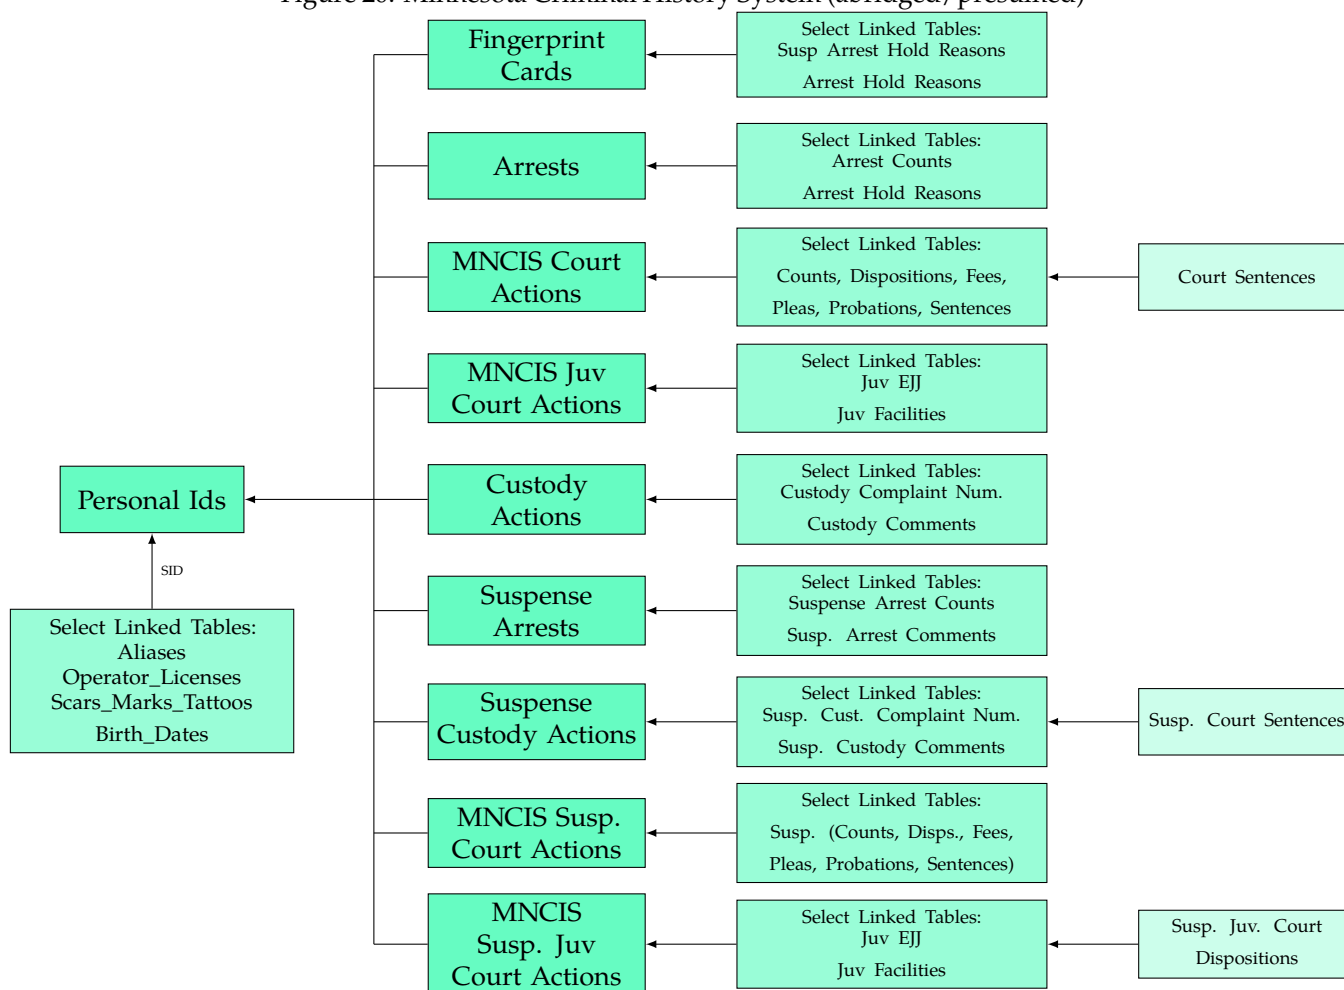 Fingerprint
Cards
Select Linked Tables:
Susp Arrest Hold Reasons
Arrest Hold Reasons
Arrests
Select Linked Tables:
Arrest Counts
Arrest Hold Reasons
MNCIS Court
Actions
Select Linked Tables:
Counts, Dispositions, Fees,
Pleas, Probations, Sentences
Court Sentences
MNCIS Juv
Court Actions
Select Linked Tables:
Juv EJJ
Juv Facilities
Personal Ids
Custody
Actions
Select Linked Tables:
Custody Complaint Num.
Custody Comments
SID
Select Linked Tables:
Aliases
Operator_Licenses
Scars_Marks_Tattoos
Birth_Dates
Suspense
Arrests
Select Linked Tables:
Suspense Arrest Counts
Susp. Arrest Comments
Suspense
Custody Actions
Select Linked Tables:
Susp. Cust. Complaint Num.
Susp. Custody Comments
Susp. Court Sentences
MNCIS Susp.
Court Actions
Select Linked Tables:
Susp. (Counts, Disps., Fees,
Pleas, Probations, Sentences)
MNCIS
Susp. Juv
Court Actions
Select Linked Tables:
Juv EJJ
Juv Facilities
Susp. Juv. Court
Dispositions